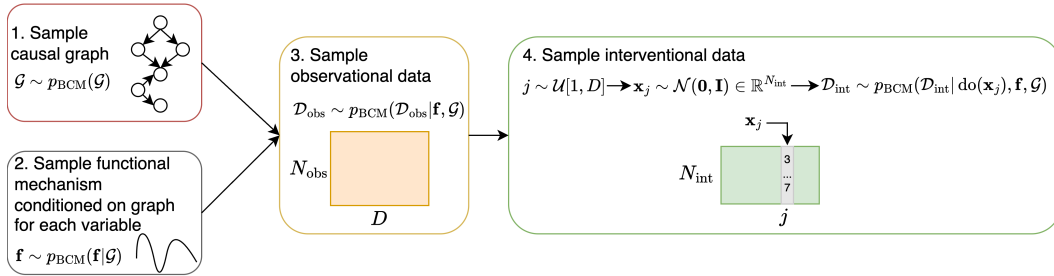 1. Sample
causal graph
𝒢 ∼ p_BCM(𝒢)
2. Sample functional
mechanism
conditioned on graph
for each variable
𝐟 ∼ p_BCM(𝐟|𝒢)
3. Sample
observational data
𝒟_obs ∼ p_BCM(𝒟_obs|𝐟, 𝒢)
N_obs
D
4. Sample interventional data
j ∼ 𝒰[1, D] → 𝐱_j ∼ 𝒩(𝟎, 𝐈) ∈ ℝ^{N_int} → 𝒟_int ∼ p_BCM(𝒟_int| do(𝐱_j), 𝐟, 𝒢)
𝐱_j
N_int
3
...
7
j